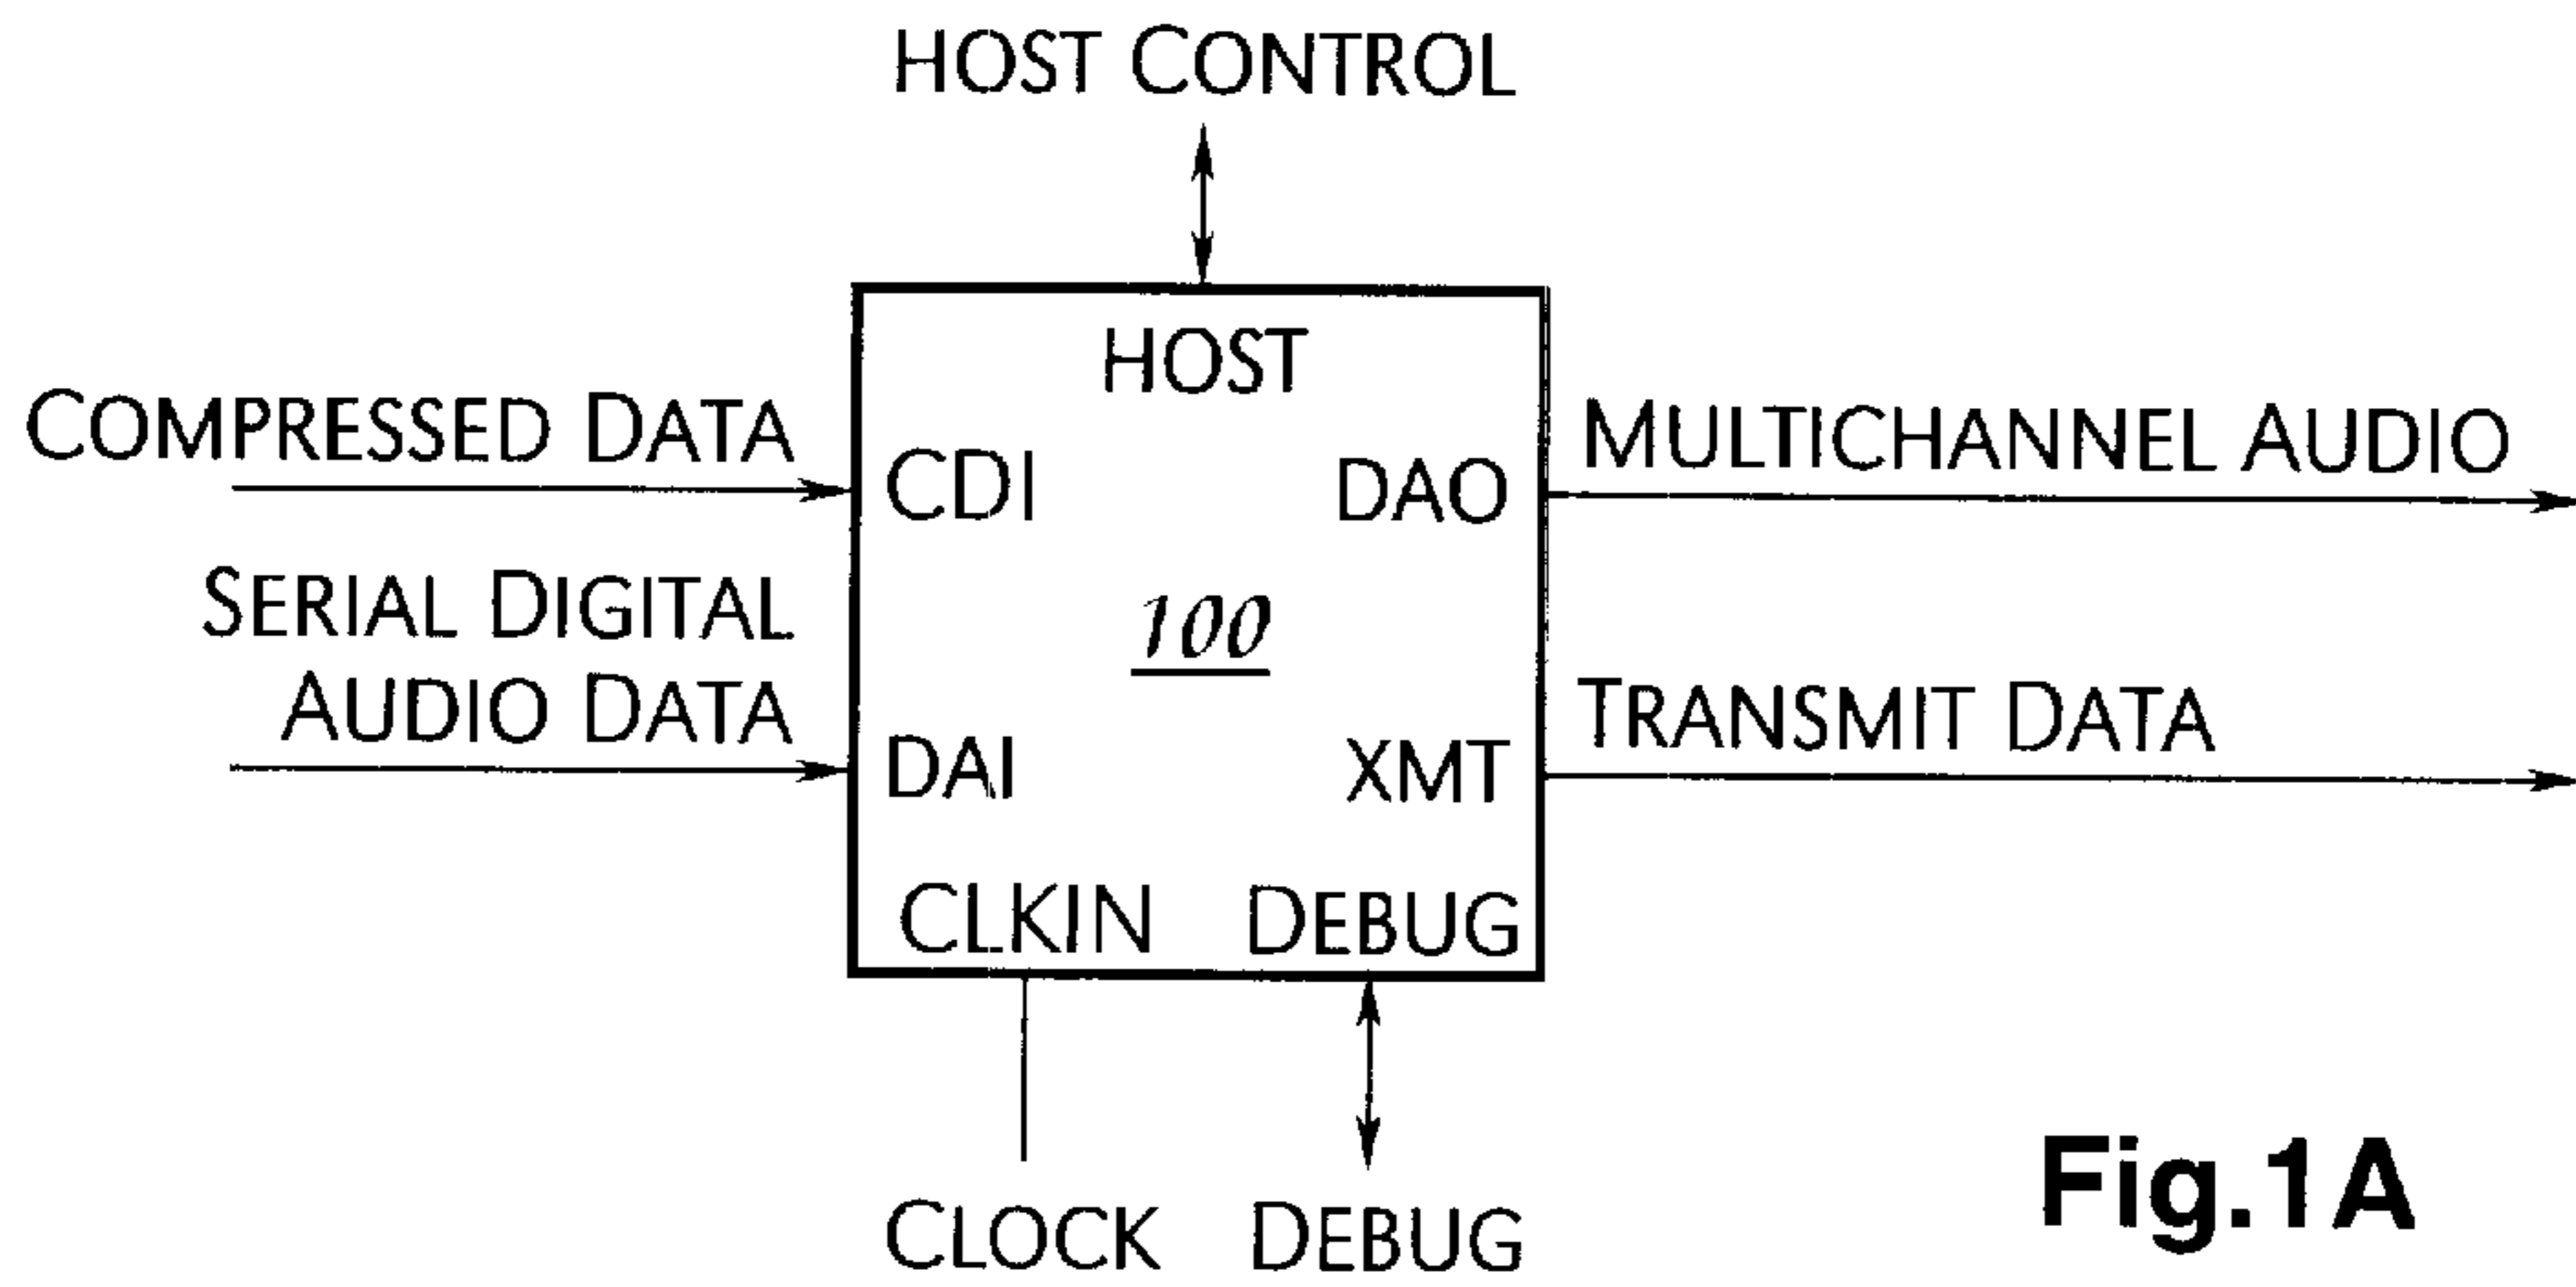 HOST CONTROL
HOST
COMPRESSED DATA
CDI
DAO
MULTICHANNEL AUDIO
SERIAL DIGITAL
AUDIO DATA
100
DAI
XMT
TRANSMIT DATA
CLKIN
DEBUG
CLOCK
DEBUG
Fig.1A